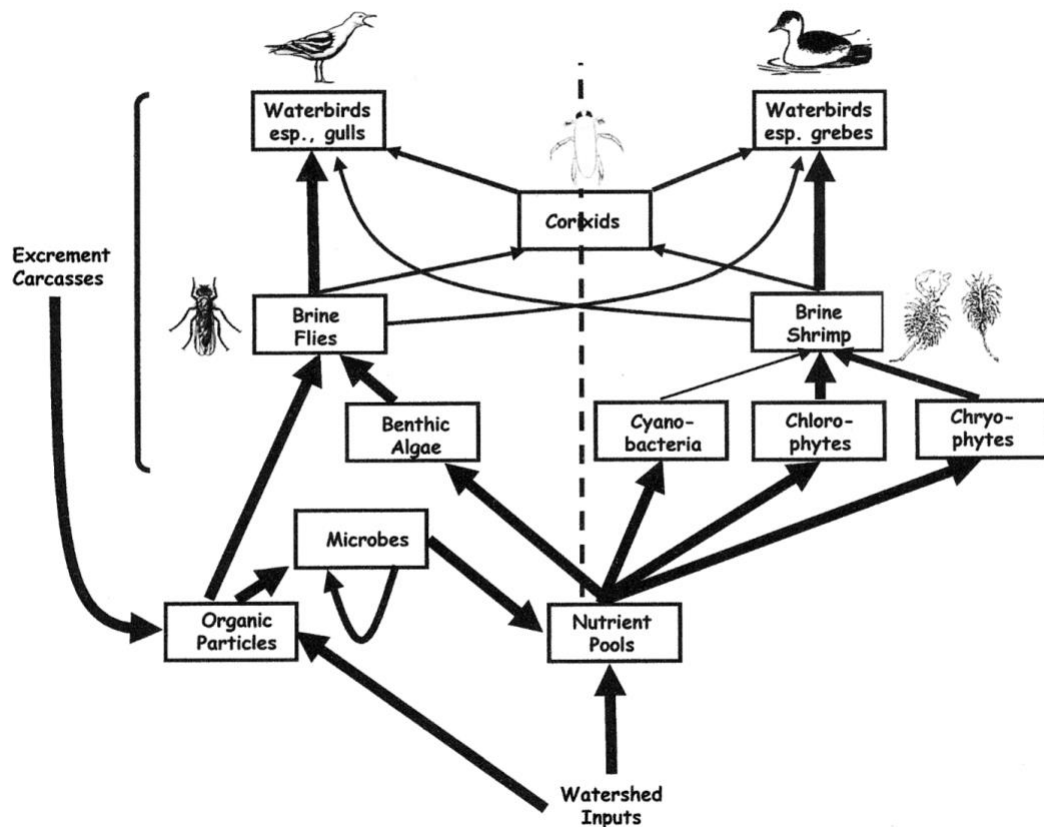 Waterbirds
esp., gulls
Waterbirds
esp. grebes
Corixids
Excrement
Carcasses
Brine
Flies
Brine
Shrimp
Benthic
Algae
Cyano-
bacteria
Chloro-
phytes
Chryo-
phytes
Microbes
Organic
Particles
Nutrient
Pools
Watershed
Inputs